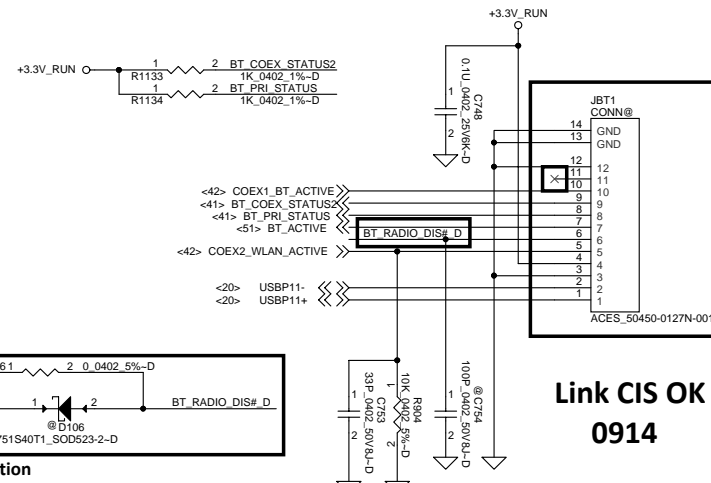 +3.3V_RUN
+3.3V_RUN
1 2 BT_COEX_STATUS2
R1133 1K_0402_1%~D
1 2 BT_PRI_STATUS
R1134 1K_0402_1%~D
1
2
C748
0.1U_0402_25V6K~D
JBT1
CONN@
14 GND
13 GND
12 12
11 11
10 10
9 9
8 8
7 7
6 6
5 5
4 4
3 3
2 2
1 1
ACES_50450-0127N-001
<42> COEX1_BT_ACTIVE
<41> BT_COEX_STATUS2
<41> BT_PRI_STATUS
<51> BT_ACTIVE
BT_RADIO_DIS#_D
<42> COEX2_WLAN_ACTIVE
<20> USBP11-
<20> USBP11+
1 2 0_0402_5%~D
1 2 BT_RADIO_DIS#_D
@ D106
751S40T1_SOD523-2~D
tion
1
2
C753
33P_0402_50V8J~D
1
2
R904
10K_0402_5%~D
1
2
@C754
100P_0402_50V8J~D
Link CIS OK
0914